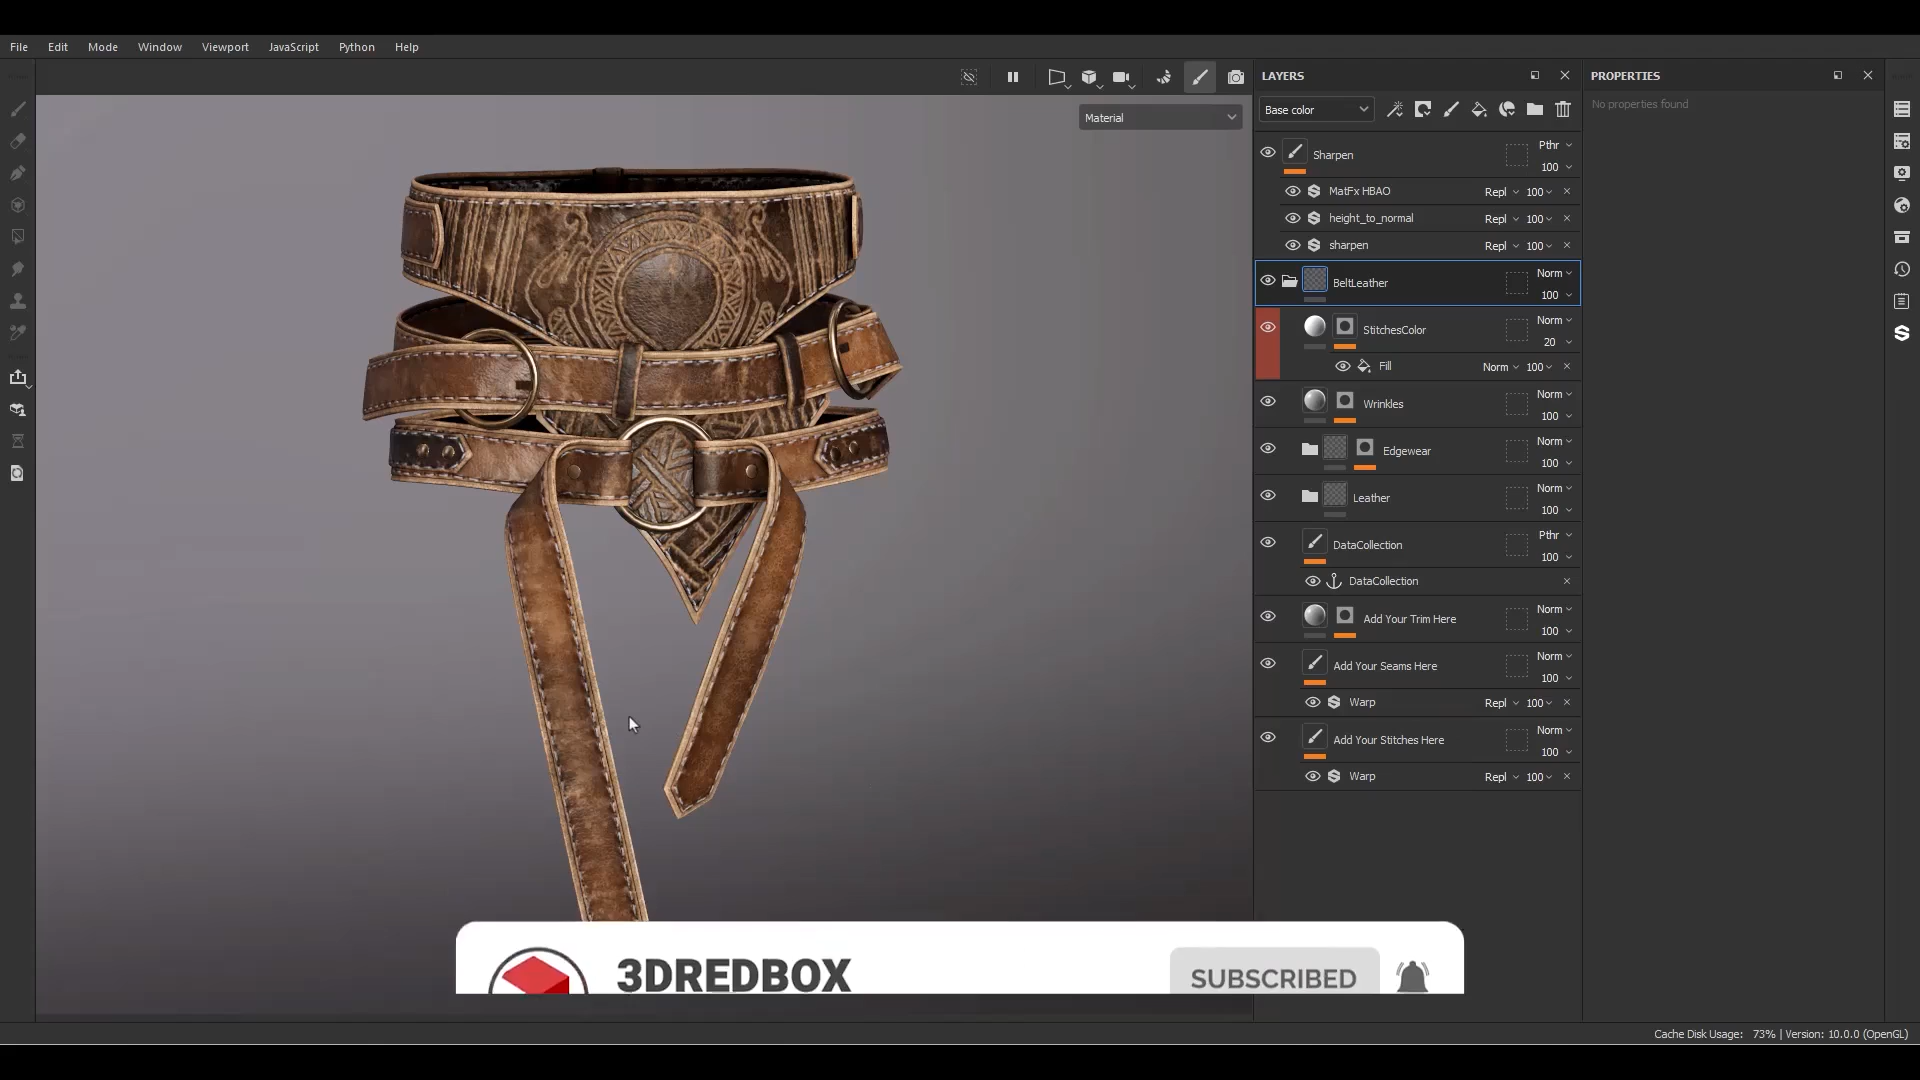 File Edit Mode Window Viewport JavaScript Python Help
Material
LAYERS
Base color
Sharpen Pthr 100
MatFx HBAO Repl 100
height_to_normal Repl 100
sharpen Repl 100
BeltLeather Norm 100
StitchesColor Norm 20
Fill Norm 100
Wrinkles Norm 100
Edgewear Norm 100
Leather Norm 100
DataCollection Pthr 100
DataCollection
Add Your Trim Here Norm 100
Add Your Seams Here Norm 100
Warp Repl 100
Add Your Stitches Here Norm 100
Warp Repl 100
PROPERTIES
No properties found
3DREDBOX
SUBSCRIBED
Cache Disk Usage: 73% | Version: 10.0.0 (OpenGL)